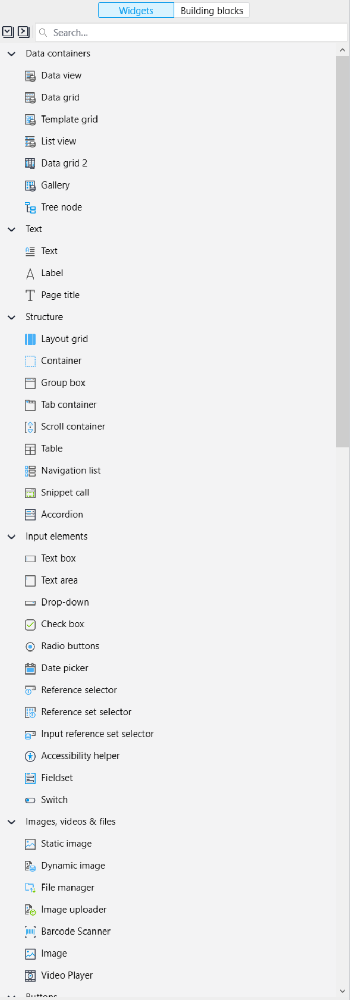 Widgets
Building blocks
Search...
Data containers
Data view
Data grid
Template grid
List view
Data grid 2
Gallery
Tree node
Text
Text
Label
Page title
Structure
Layout grid
Container
Group box
Tab container
Scroll container
Table
Navigation list
Snippet call
Accordion
Input elements
Text box
Text area
Drop-down
Check box
Radio buttons
Date picker
Reference selector
Reference set selector
Input reference set selector
Accessibility helper
Fieldset
Switch
Images, videos & files
Static image
Dynamic image
File manager
Image uploader
Barcode Scanner
Image
Video Player
Buttons